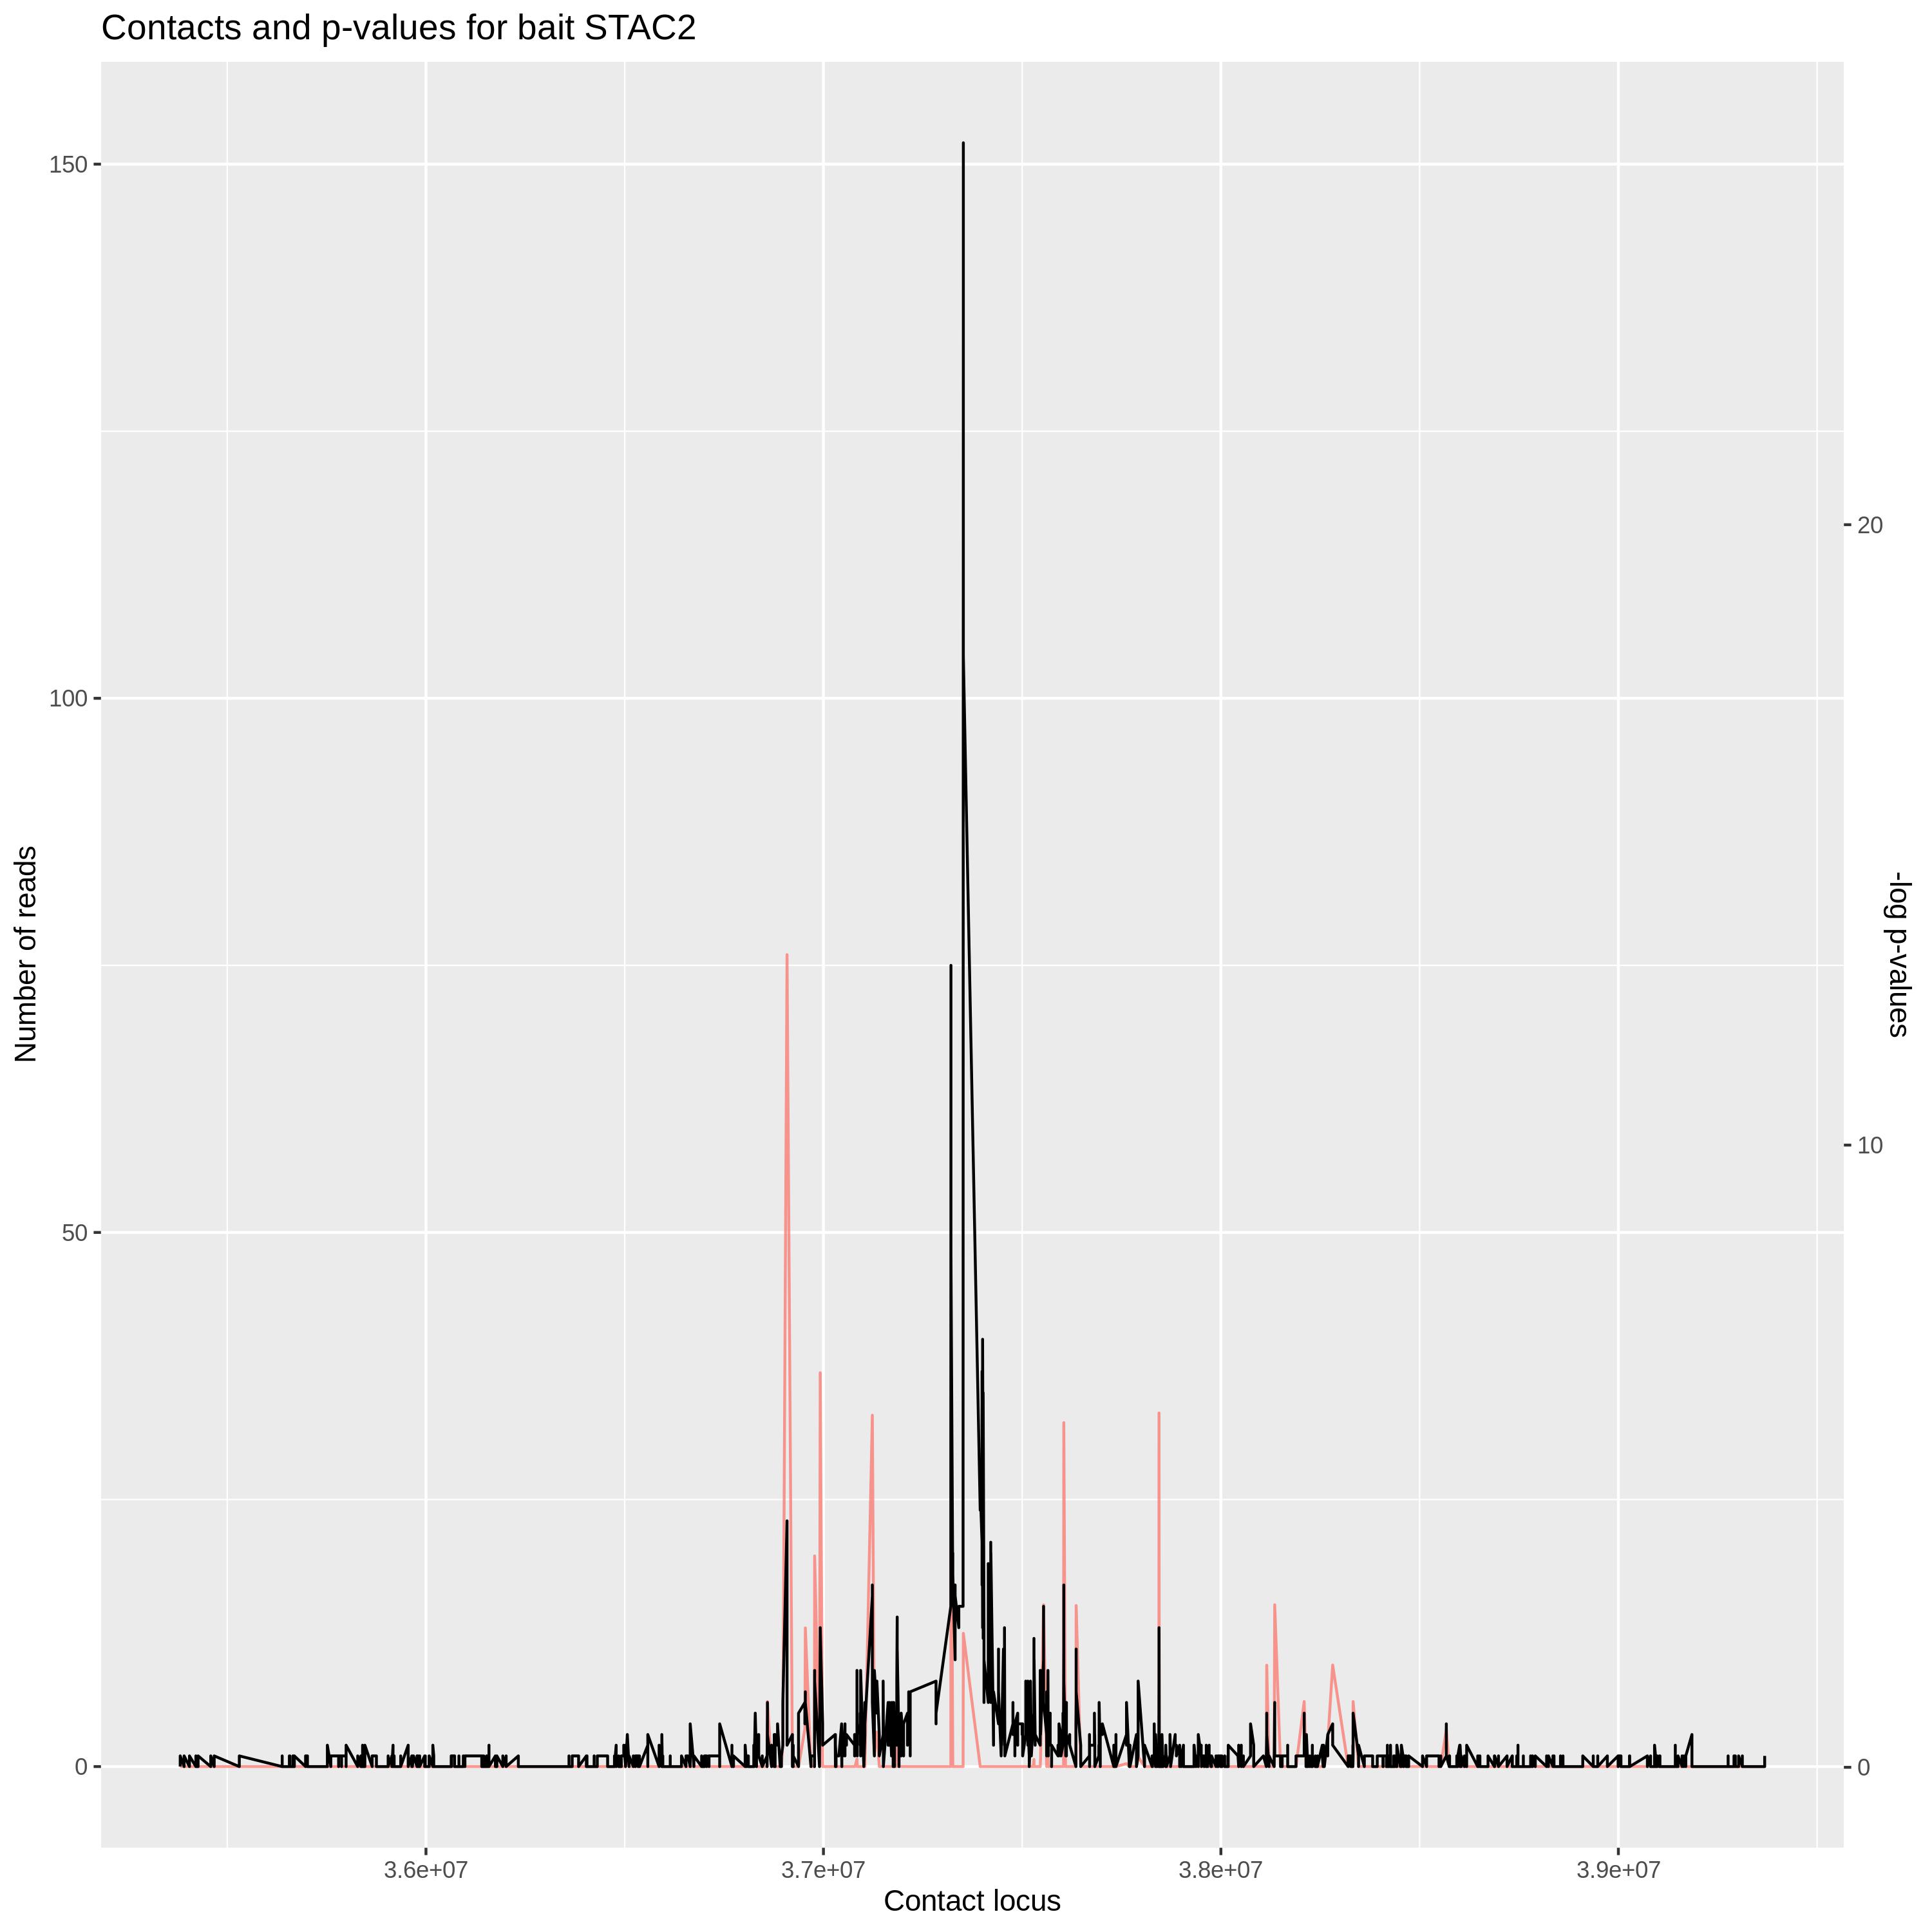 Contacts and p-values for bait STAC2
150
100
50
0
Number of reads
20
10
0
-log p-values
3.6e+07 3.7e+07 3.8e+07 3.9e+07
Contact locus